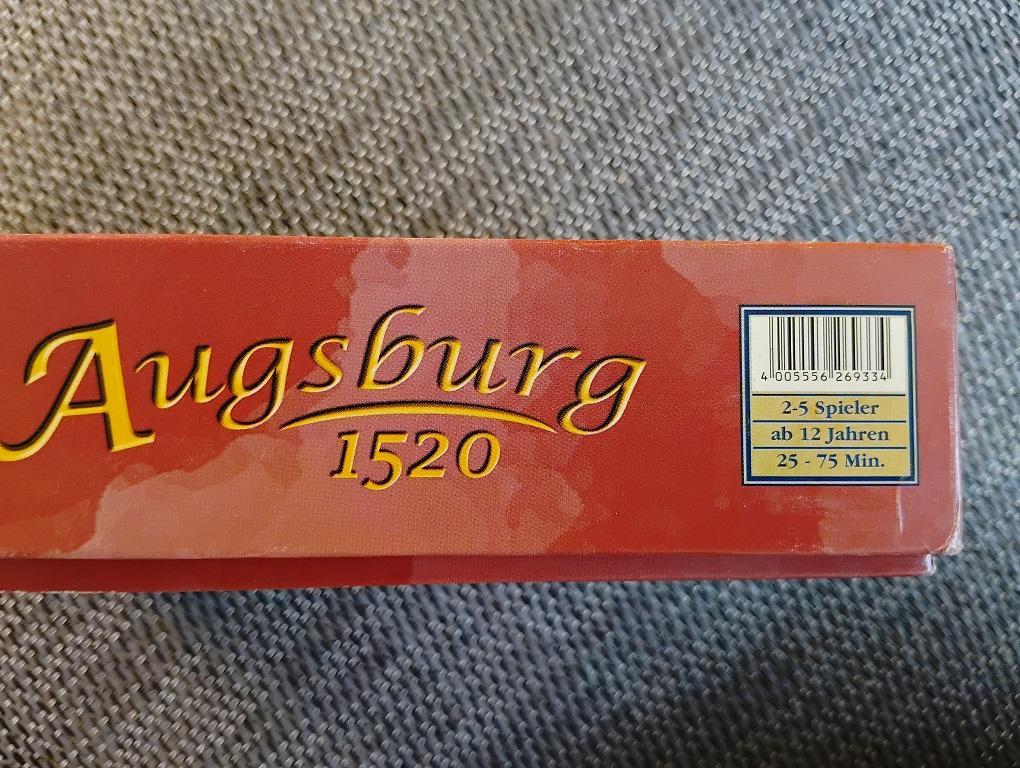 Augsburg
1520
4 005556 269334
2-5 Spieler
ab 12 Jahren
25 - 75 Min.